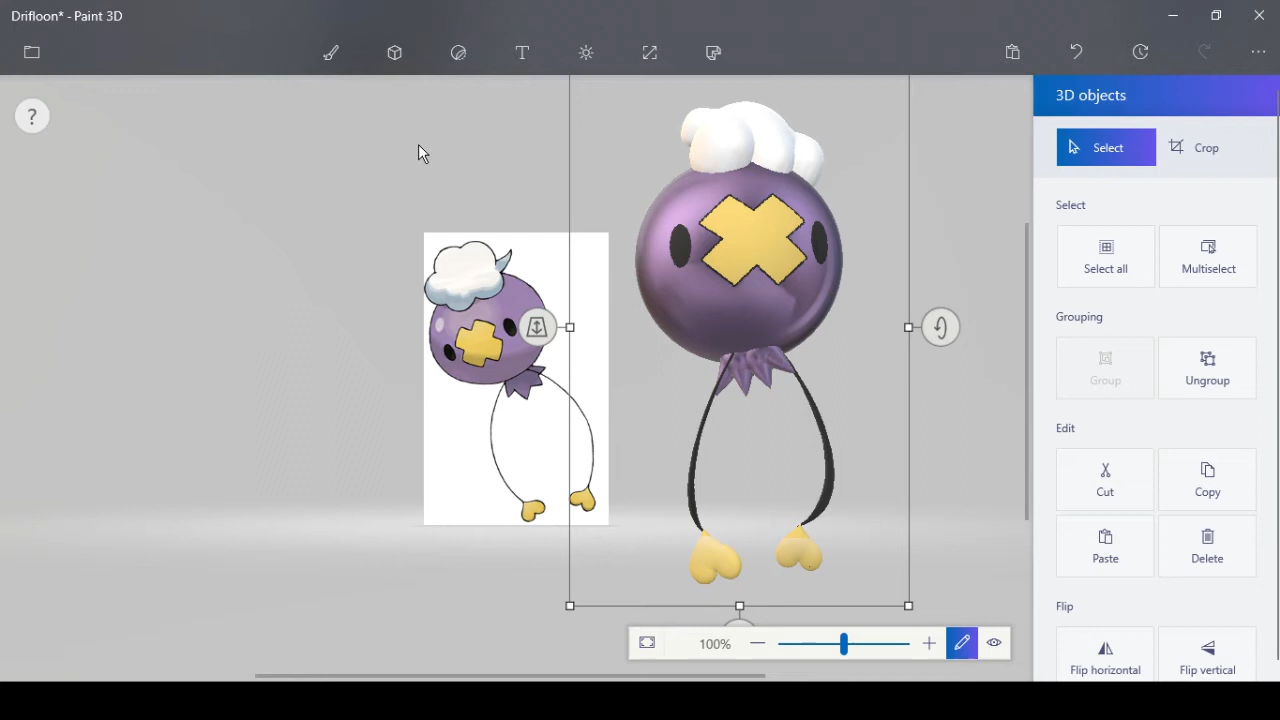 Drifloon* - Paint 3D
?
T
3D objects
Select
Crop
Select
Select all
Multiselect
Grouping
Group
Ungroup
Edit
Cut
Copy
Paste
Delete
Flip
Flip horizontal
Flip vertical
100%